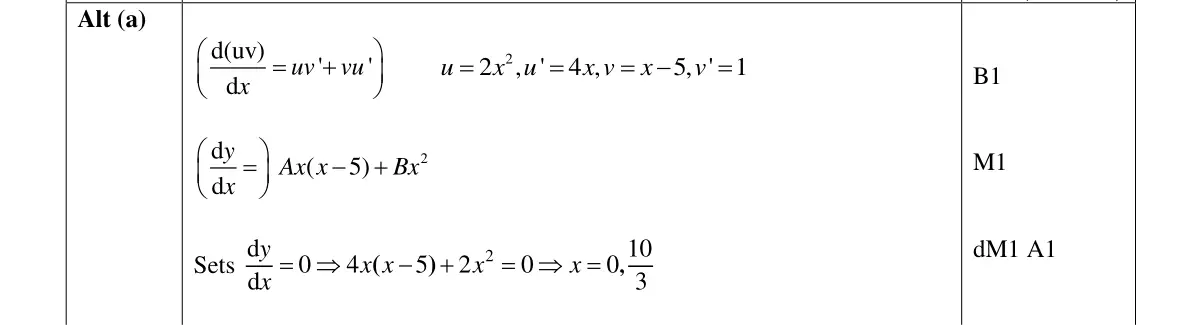 Alt (a)
(d(uv)/dx = uv'+ vu') u = 2x², u' = 4x, v = x − 5, v' = 1 B1
(dy/dx =) Ax(x − 5) + Bx² M1
Sets dy/dx = 0 ⇒ 4x(x − 5) + 2x² = 0 ⇒ x = 0, 10/3 dM1 A1